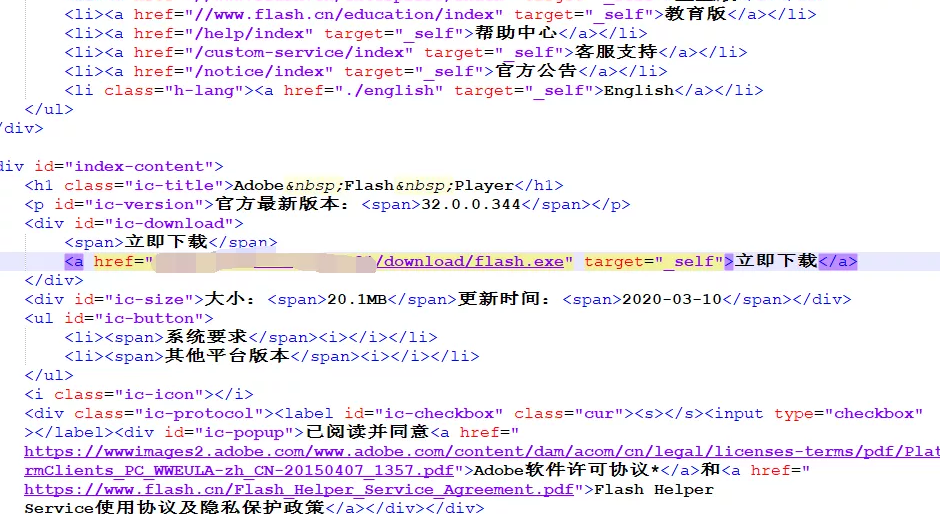 <li><a href="//www.flash.cn/education/index" target="_self">教育版</a></li>
<li><a href="/help/index" target="_self">帮助中心</a></li>
<li><a href="/custom-service/index" target="_self">客服支持</a></li>
<li><a href="/notice/index" target="_self">官方公告</a></li>
<li class="h-lang"><a href="./english" target="_self">English</a></li>
</ul>
/div>
div id="index-content">
<h1 class="ic-title">Adobe&nbsp;Flash&nbsp;Player</h1>
<p id="ic-version">官方最新版本：<span>32.0.0.344</span></p>
<div id="ic-download">
<span>立即下载</span>
<a href="/download/flash.exe" target="_self">立即下载</a>
</div>
<div id="ic-size">大小：<span>20.1MB</span>更新时间：<span>2020-03-10</span></div>
<ul id="ic-button">
<li><span>系统要求</span><i></i></li>
<li><span>其他平台版本</span><i></i></li>
</ul>
<i class="ic-icon"></i>
<div class="ic-protocol"><label id="ic-checkbox" class="cur"><s></s><input type="checkbox"
></label><div id="ic-popup">已阅读并同意<a href="
https://wwwimages2.adobe.com/www.adobe.com/content/dam/acom/cn/legal/licenses-terms/pdf/Plat
rmClients_PC_WWEULA-zh_CN-20150407_1357.pdf">Adobe软件许可协议*</a>和<a href="
https://www.flash.cn/Flash_Helper_Service_Agreement.pdf">Flash Helper
Service使用协议及隐私保护政策</a></div></div>